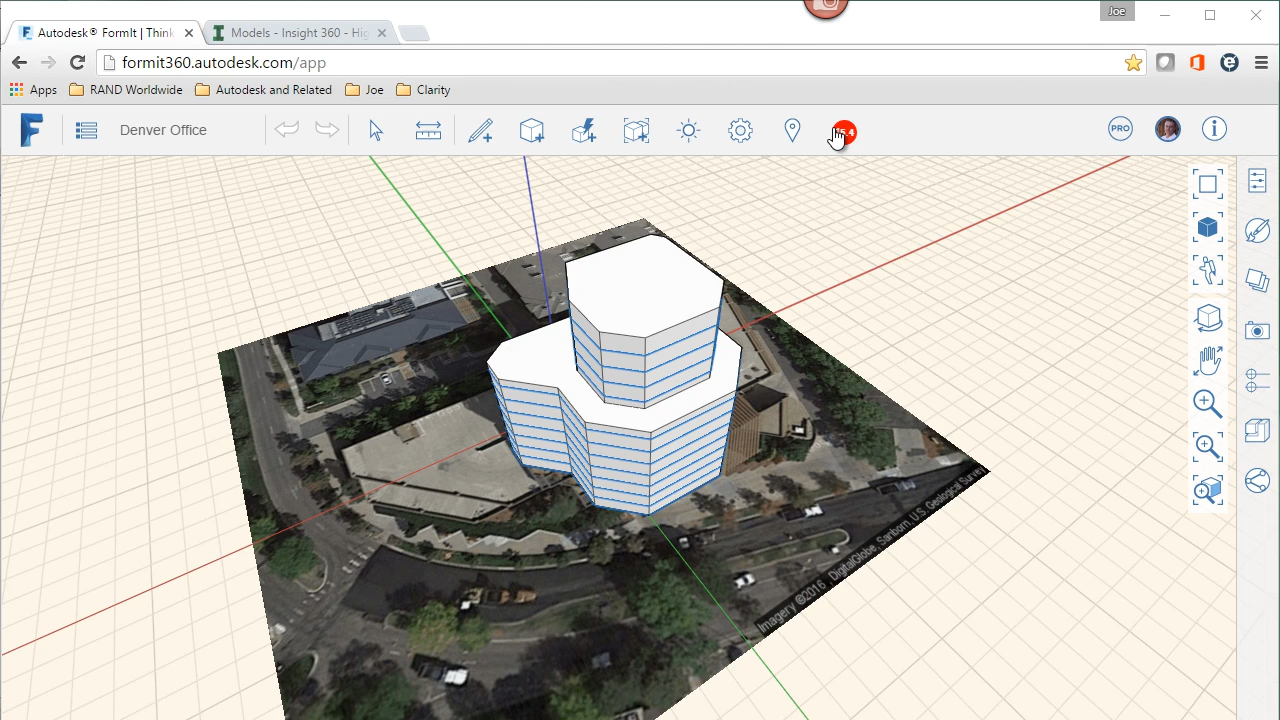 Joe
Autodesk® FormIt | Think
Models - Insight 360 - Hig
formit360.autodesk.com/app
Apps RAND Worldwide Autodesk and Related Joe Clarity
Denver Office
PRO
Imagery ©2016 , DigitalGlobe, Sanborn, U.S. Geological Survey